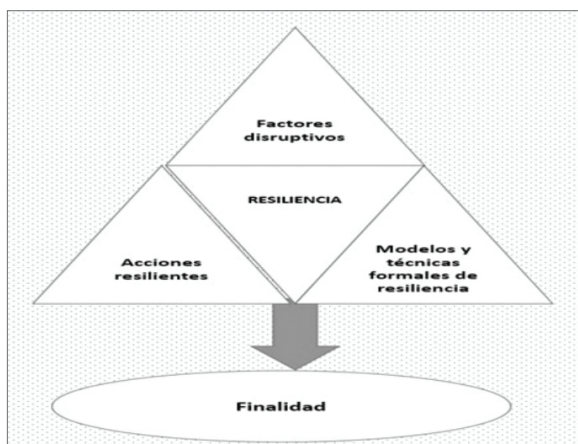 Factores
disruptivos
RESILIENCIA
Acciones
resilientes
Modelos y
técnicas
formales de
resiliencia
Finalidad